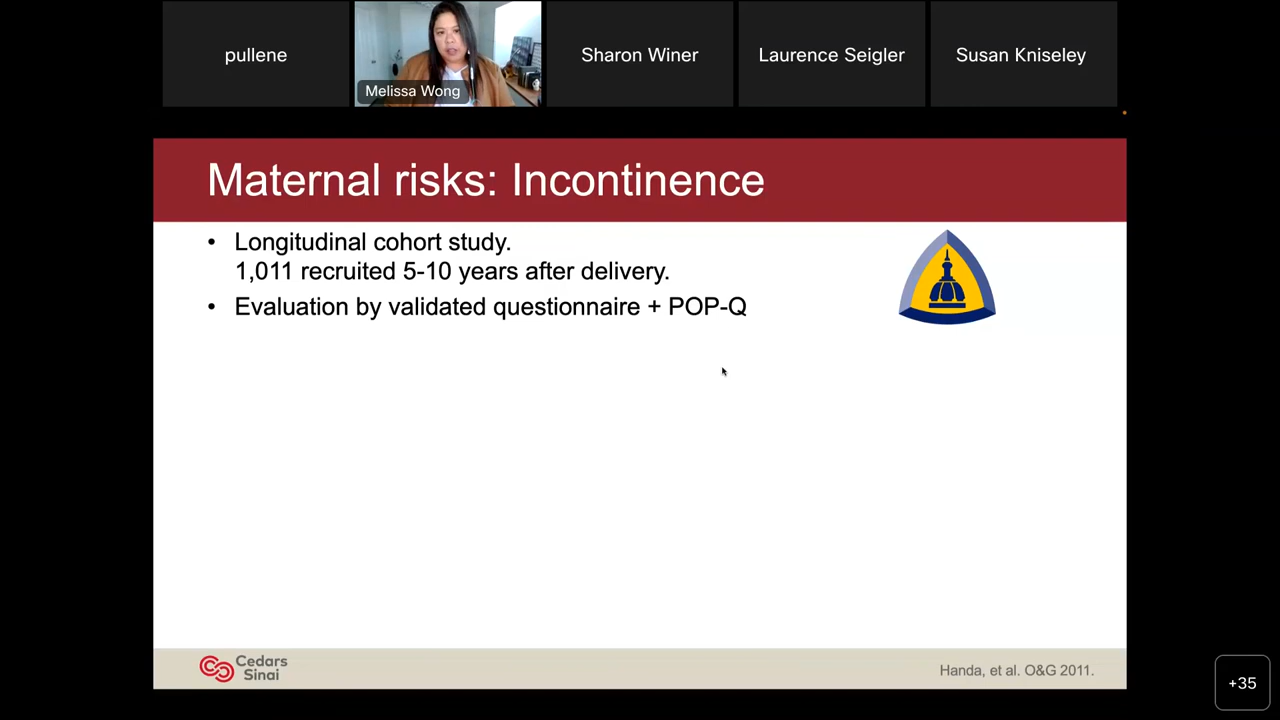 pullene
Melissa Wong
Sharon Winer
Laurence Seigler
Susan Kniseley
Maternal risks: Incontinence
• Longitudinal cohort study.
1,011 recruited 5-10 years after delivery.
• Evaluation by validated questionnaire + POP-Q
Cedars
Sinai
Handa, et al. O&G 2011.
+35